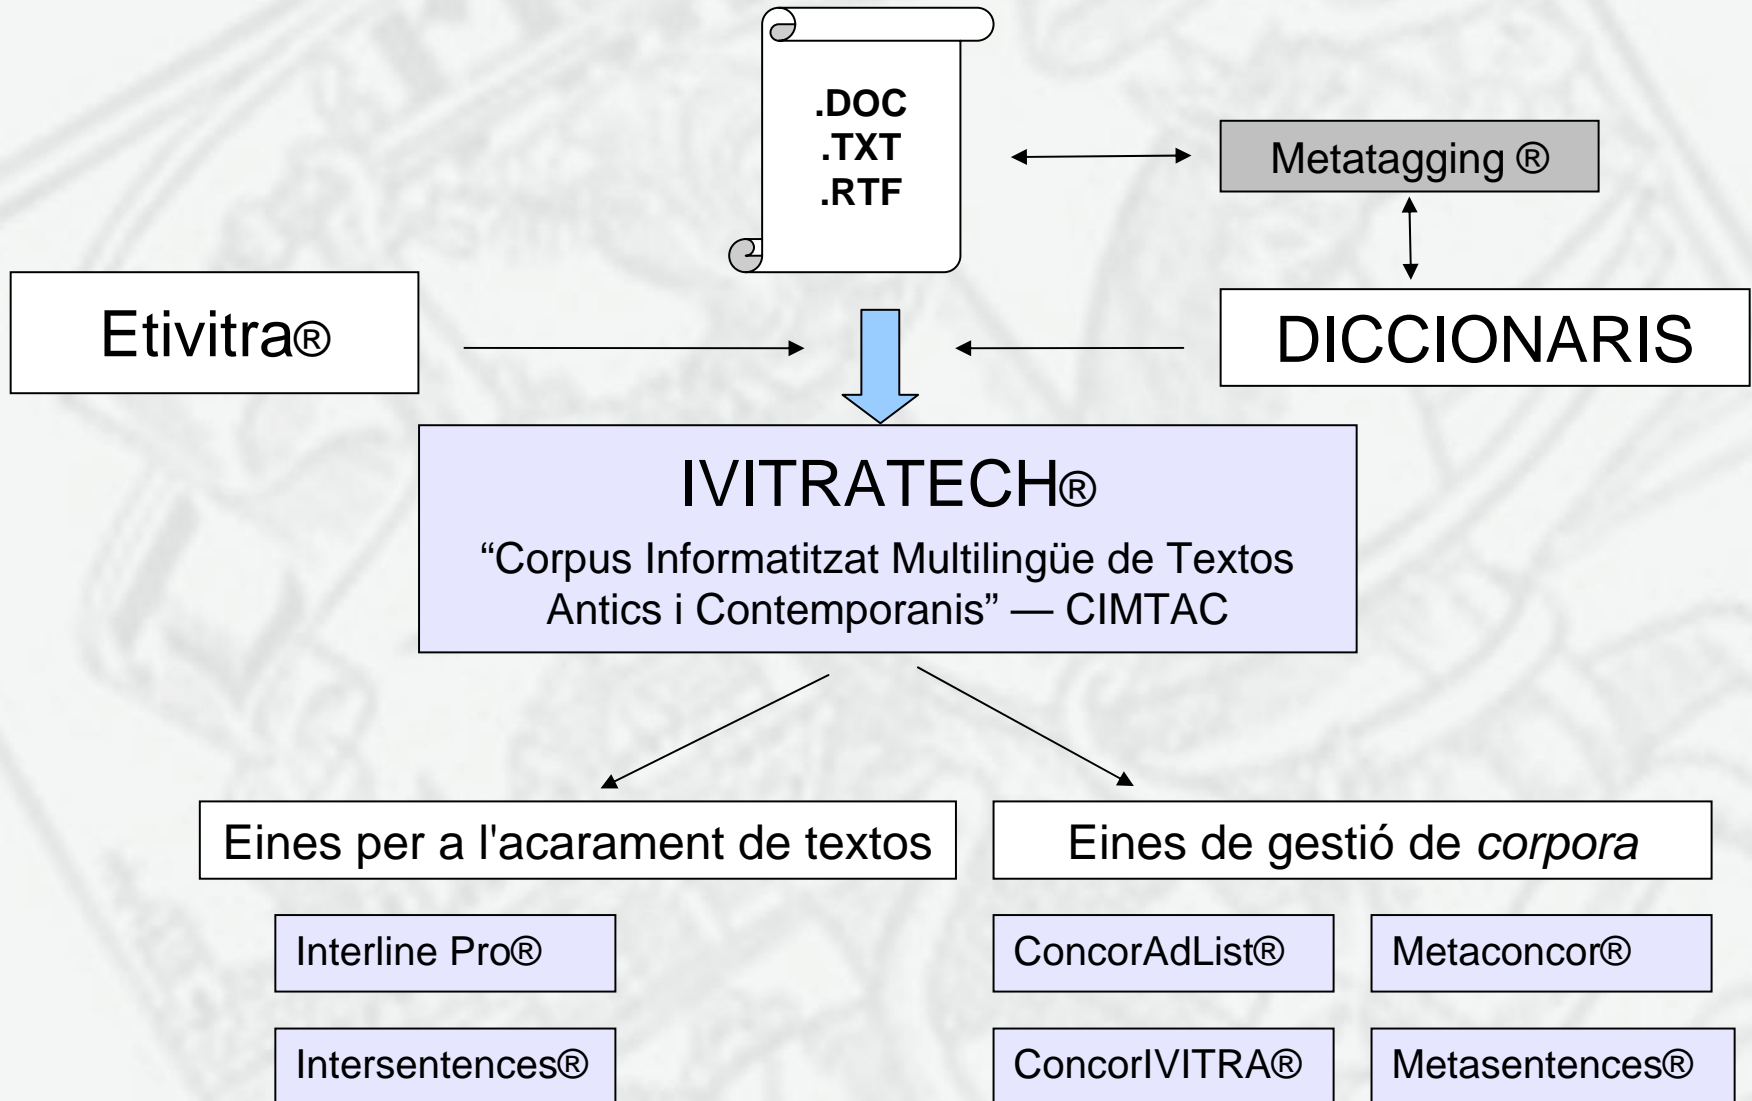 .DOC
.TXT
.RTF
Metatagging ®
Etivitra®
DICCIONARIS
IVITRATECH®
“Corpus Informatitzat Multilingüe de Textos
Antics i Contemporanis” — CIMTAC
Eines per a l'acarament de textos
Eines de gestió de corpora
Interline Pro®
ConcorAdList®
Metaconcor®
Intersentences®
ConcorIVITRA®
Metasentences®